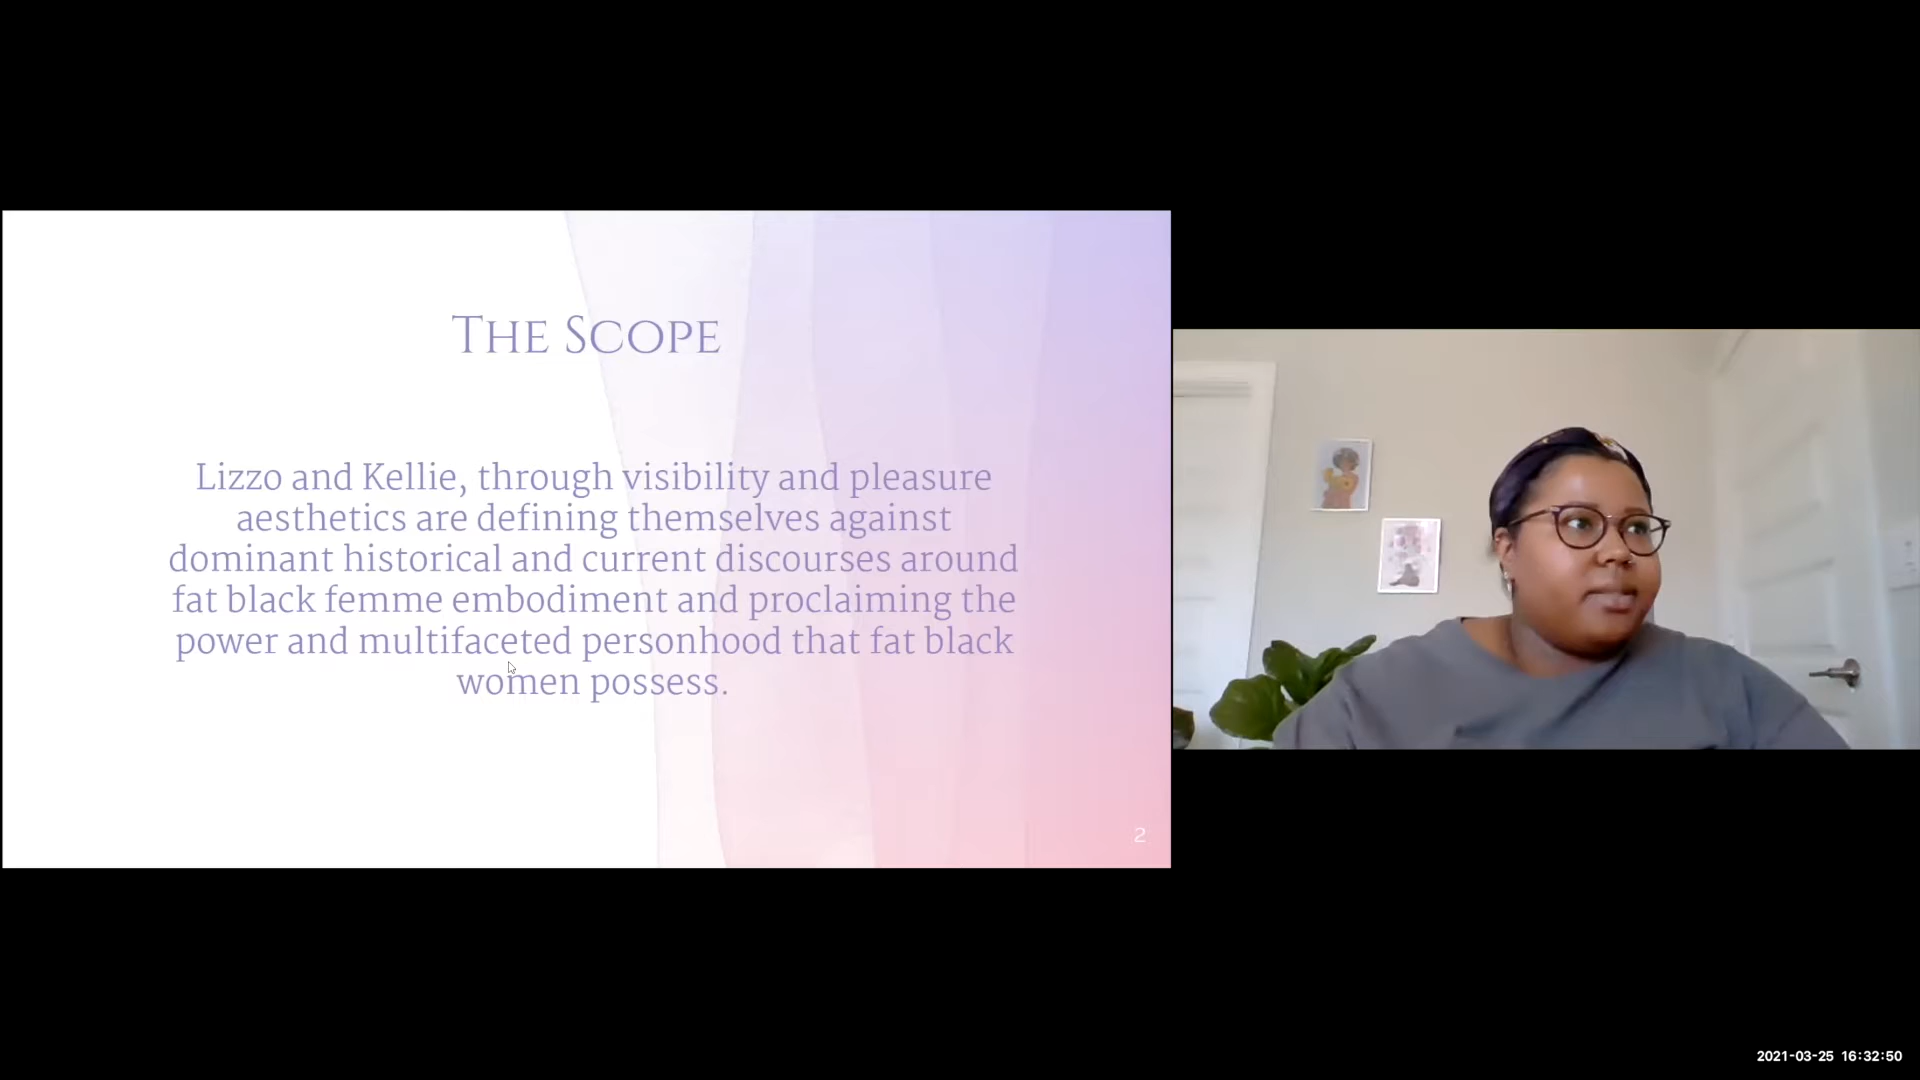 The Scope
Lizzo and Kellie, through visibility and pleasure
aesthetics are defining themselves against
dominant historical and current discourses around
fat black femme embodiment and proclaiming the
power and multifaceted personhood that fat black
women possess.
2
2021-03-25 16:32:50